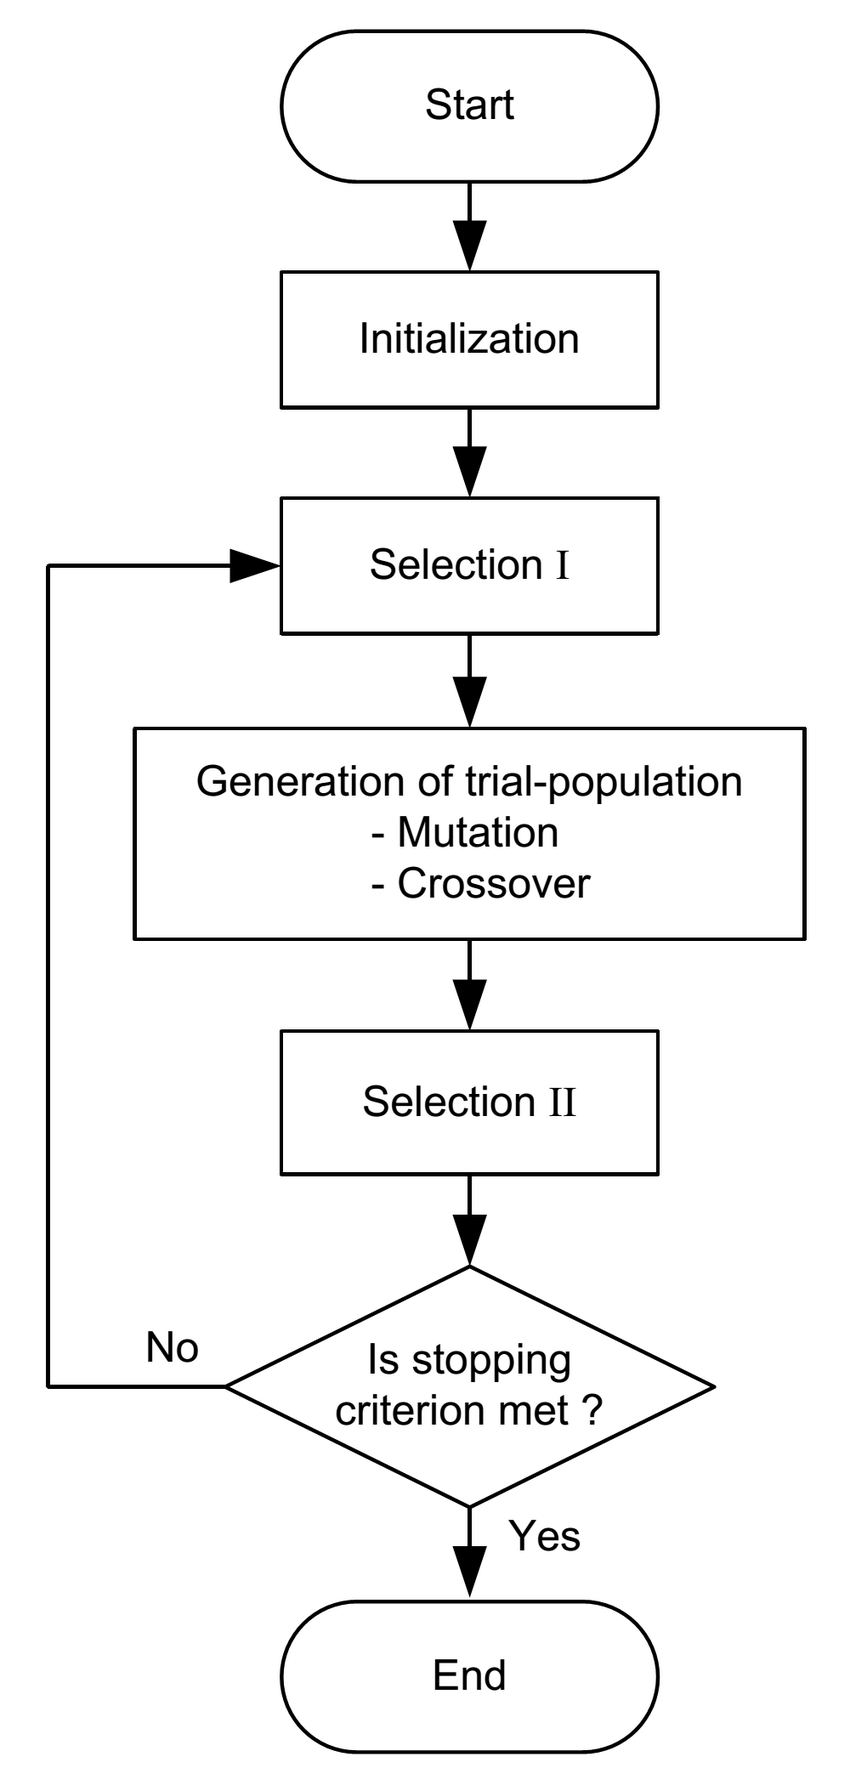 Start
Initialization
Selection I
Generation of trial-population
- Mutation
- Crossover
Selection II
Is stopping
criterion met ?
No
Yes
End